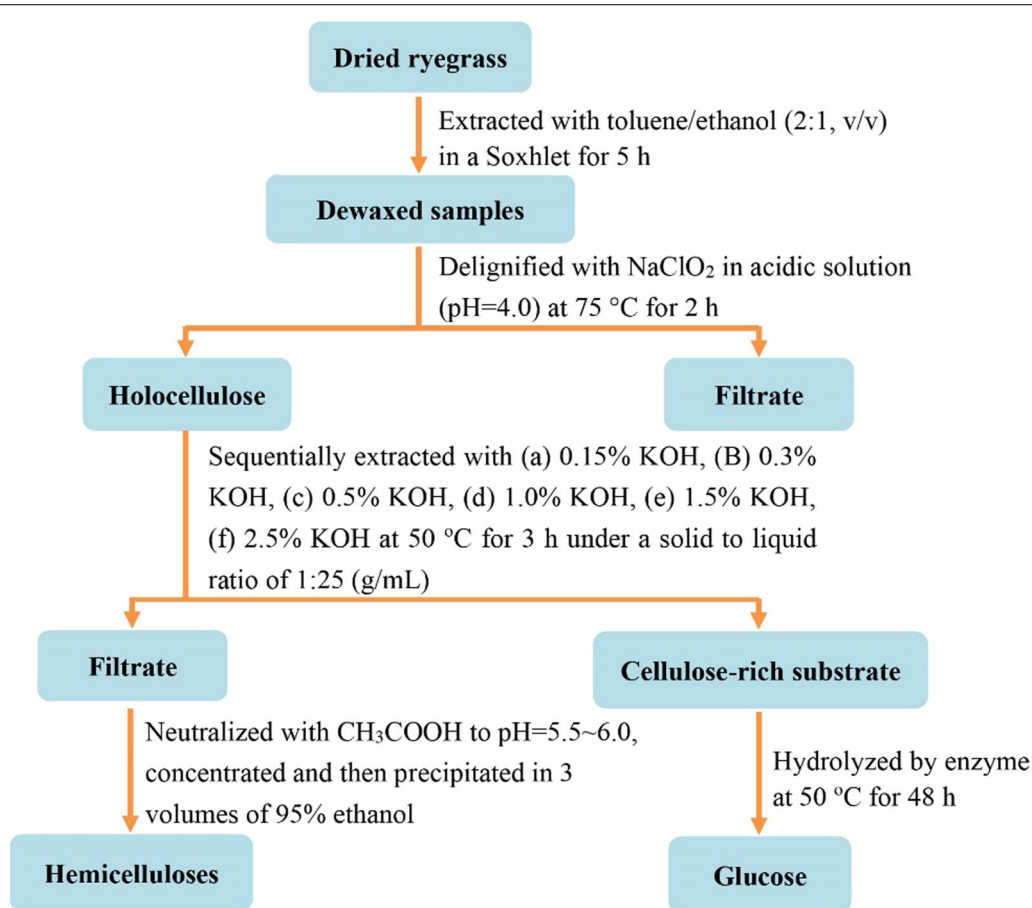 Dried ryegrass
Extracted with toluene/ethanol (2:1, v/v)
in a Soxhlet for 5 h
Dewaxed samples
Delignified with NaClO₂ in acidic solution
(pH=4.0) at 75 °C for 2 h
Holocellulose
Filtrate
Sequentially extracted with (a) 0.15% KOH, (B) 0.3%
KOH, (c) 0.5% KOH, (d) 1.0% KOH, (e) 1.5% KOH,
(f) 2.5% KOH at 50 °C for 3 h under a solid to liquid
ratio of 1:25 (g/mL)
Filtrate
Cellulose-rich substrate
Neutralized with CH₃COOH to pH=5.5~6.0,
concentrated and then precipitated in 3
volumes of 95% ethanol
Hydrolyzed by enzyme
at 50 °C for 48 h
Hemicelluloses
Glucose